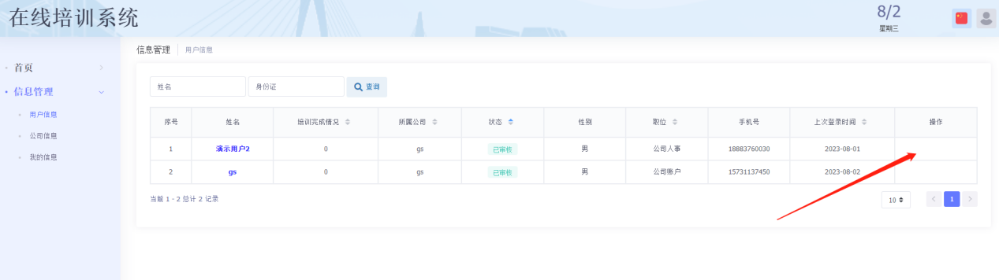 在线培训系统
8/2
星期三
信息管理 用户信息
首页
信息管理
用户信息
公司信息
我的信息
姓名 身份证 查询
序号 姓名 培训完成情况 所属公司 状态 性别 职位 手机号 上次登录时间 操作
1 演示用户2 0 gs 已审核 男 公司人事 18883760030 2023-08-01
2 gs 0 gs 已审核 男 公司账户 15731137450 2023-08-02
当前 1 - 2 总计 2 记录
10
1